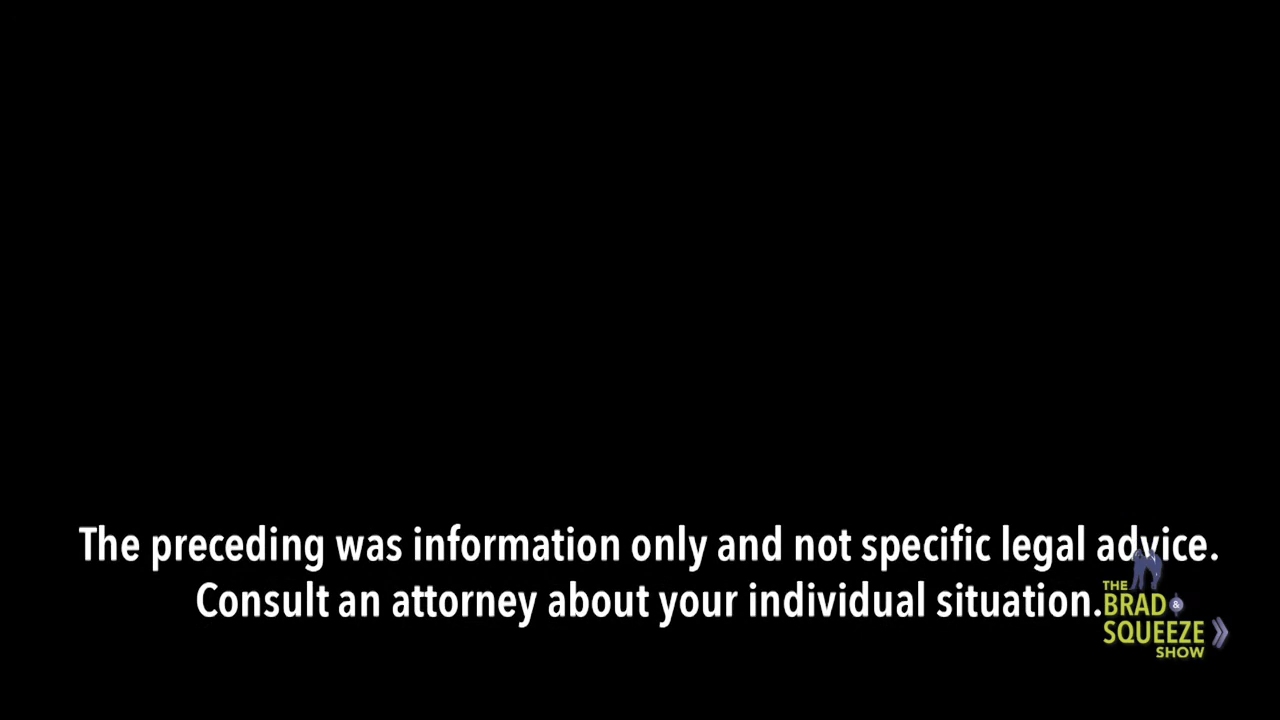 The preceding was information only and not specific legal advice.
Consult an attorney about your individual situation.
THE
BRAD &
SQUEEZE
SHOW